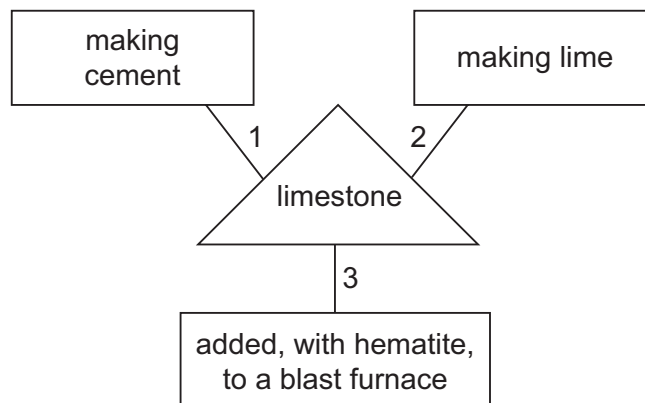 making
cement
making lime
1
2
limestone
3
added, with hematite,
to a blast furnace